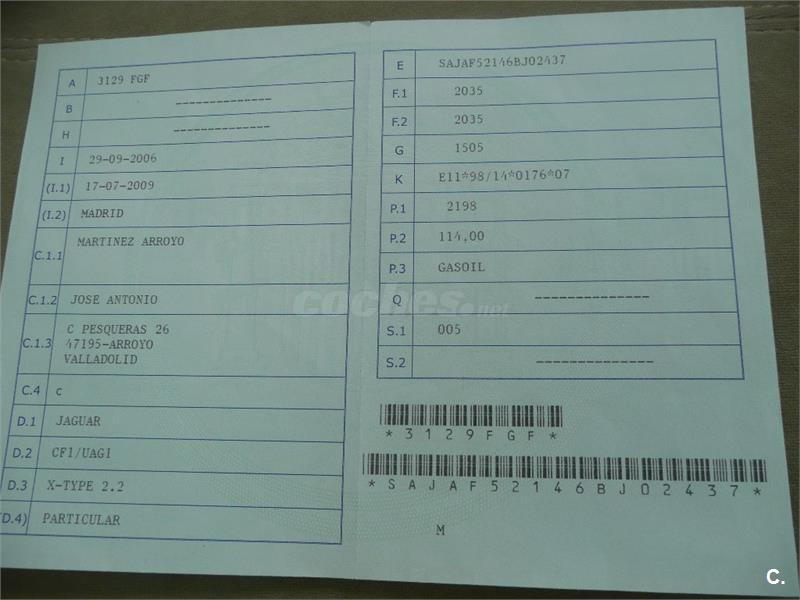 A 3129 FGF
B --------------
H --------------
I 29-09-2006
(I.1) 17-07-2009
(I.2) MADRID
C.1.1 MARTINEZ ARROYO
C.1.2 JOSE ANTONIO
C.1.3 C PESQUERAS 26
47195-ARROYO
VALLADOLID
C.4 c
D.1 JAGUAR
D.2 CF1/UAG1
D.3 X-TYPE 2.2
(D.4) PARTICULAR
E SAJAF52146BJ02437
F.1 2035
F.2 2035
G 1505
K E11*98/14*0176*07
P.1 2198
P.2 114,00
P.3 GASOIL
Q --------------
S.1 005
S.2 --------------
*3129FGF*
*SAJAF52146BJ02437*
M
coches.net
C.